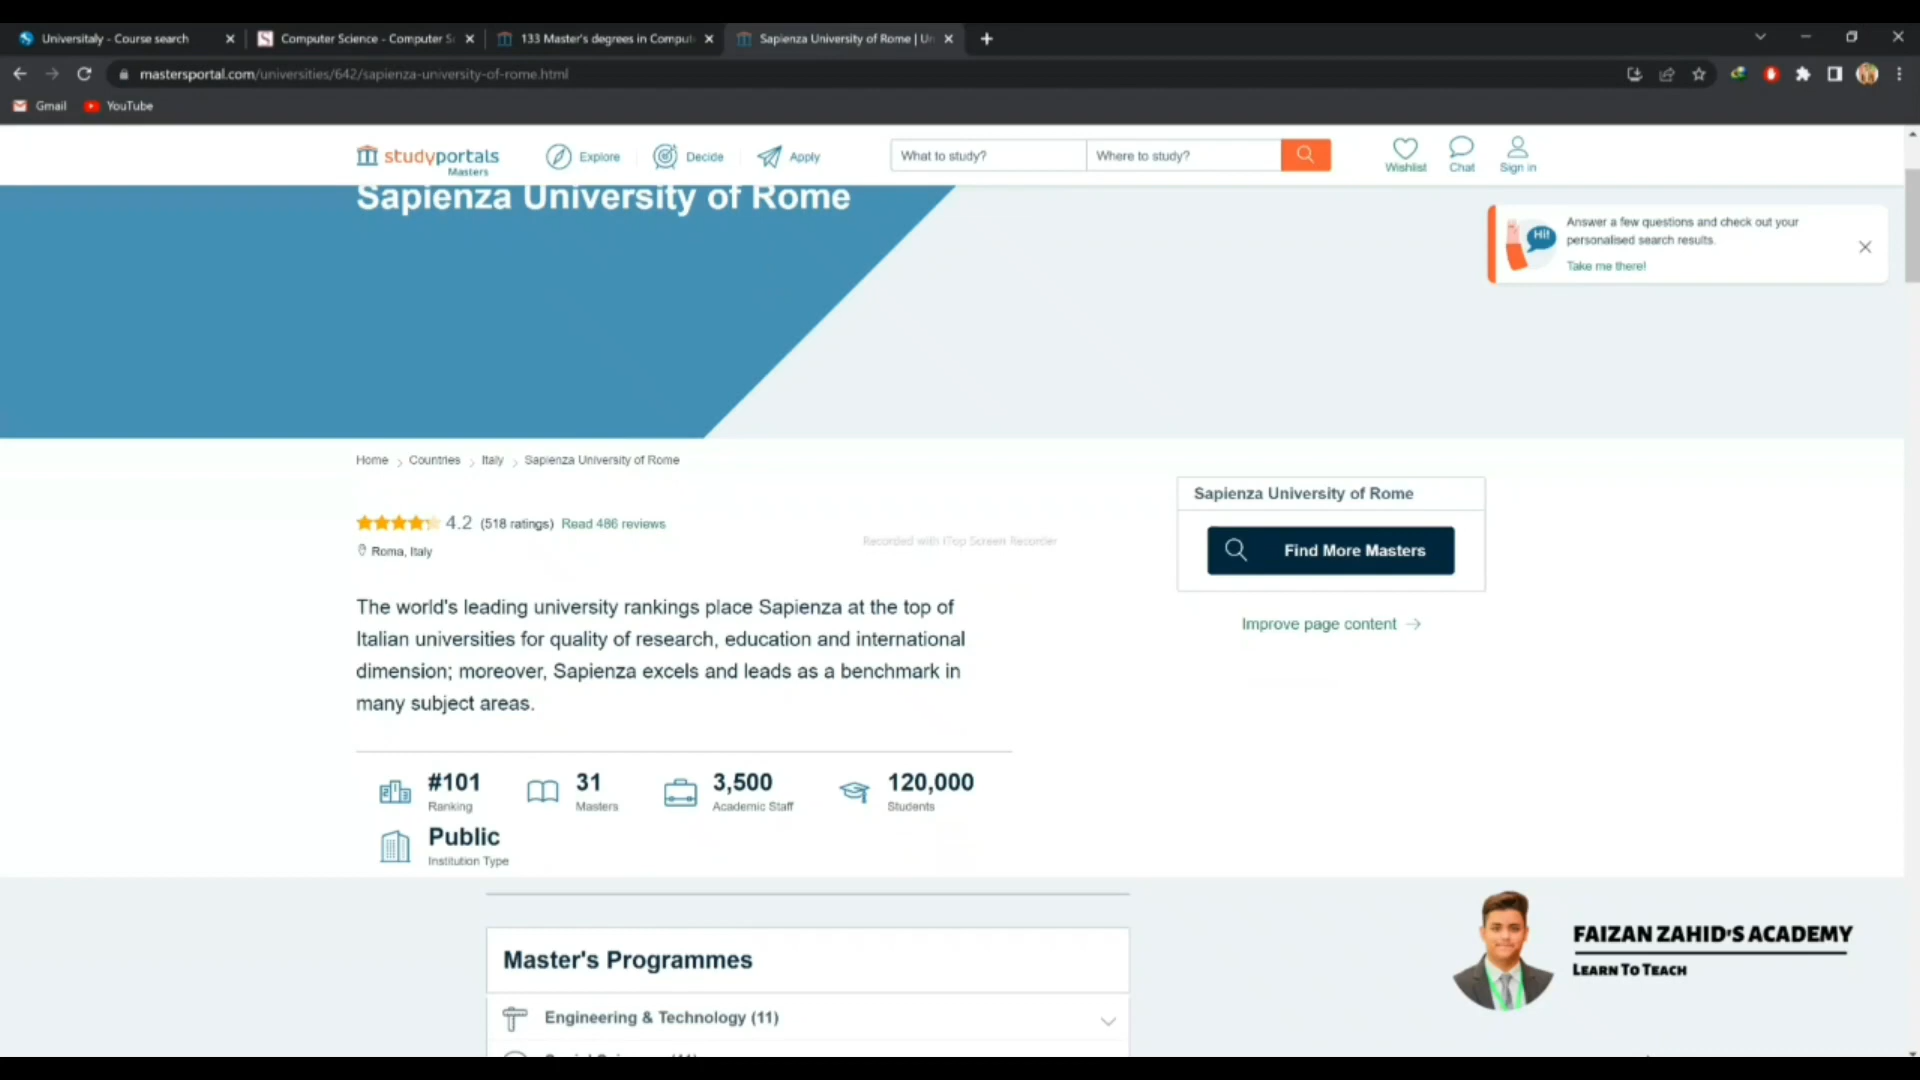 Universitaly - Course search
Computer Science - Computer S
133 Master's degrees in Comput
Sapienza University of Rome | Un
mastersportal.com/universities/642/sapienza-university-of-rome.html
Gmail
YouTube
studyportals
Masters
Explore
Decide
Apply
What to study?
Where to study?
Wishlist
Chat
Sign in
Sapienza University of Rome
Hi!
Answer a few questions and check out your
personalised search results.
Take me there!
Home > Countries > Italy > Sapienza University of Rome
4.2 (518 ratings) Read 486 reviews
Roma, Italy
Recorded with iTop Screen Recorder
Sapienza University of Rome
Find More Masters
Improve page content →
The world's leading university rankings place Sapienza at the top of
Italian universities for quality of research, education and international
dimension; moreover, Sapienza excels and leads as a benchmark in
many subject areas.
#101
Ranking
31
Masters
3,500
Academic Staff
120,000
Students
Public
Institution Type
Master's Programmes
Engineering & Technology (11)
FAIZAN ZAHID'S ACADEMY
LEARN TO TEACH